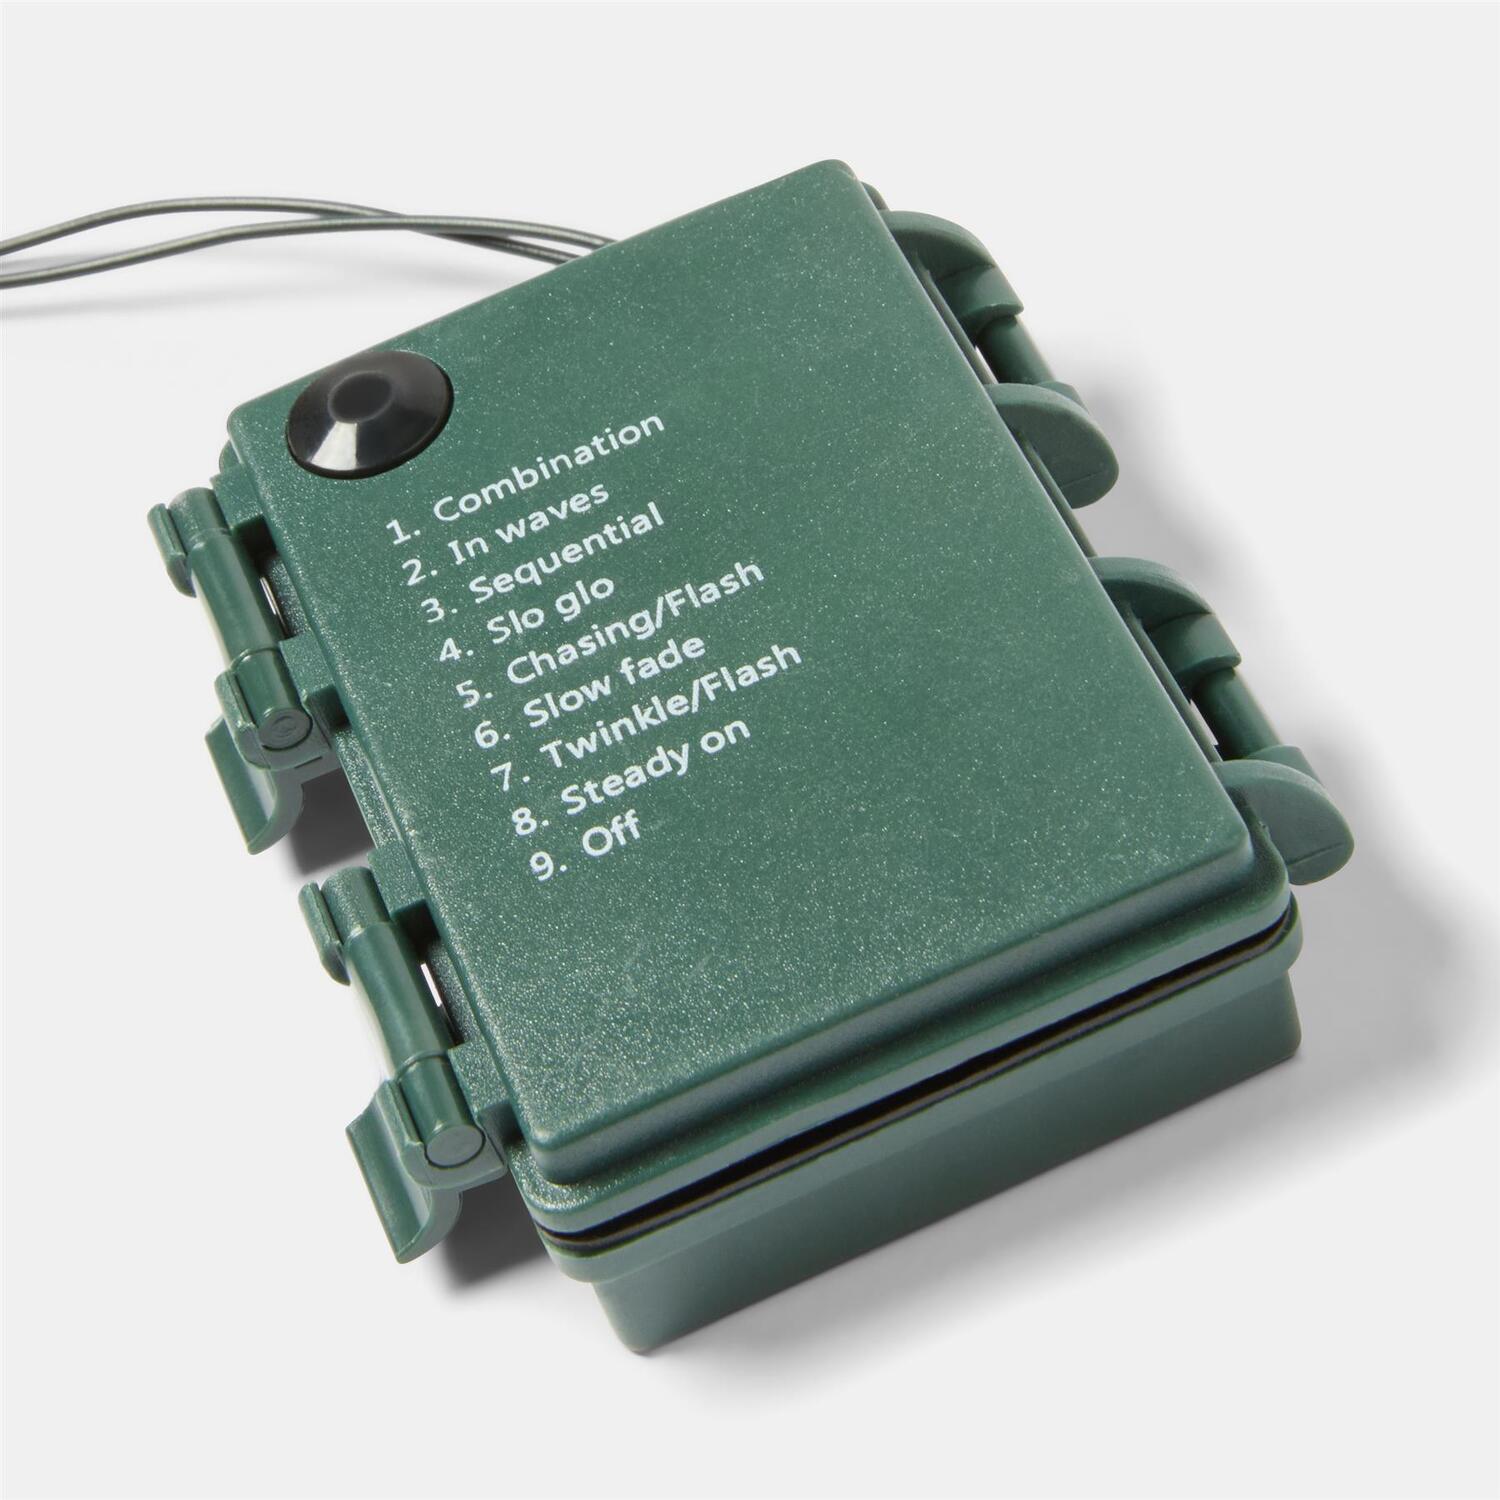 1. Combination
2. In waves
3. Sequential
4. Slo glo
5. Chasing/Flash
6. Slow fade
7. Twinkle/Flash
8. Steady on
9. Off